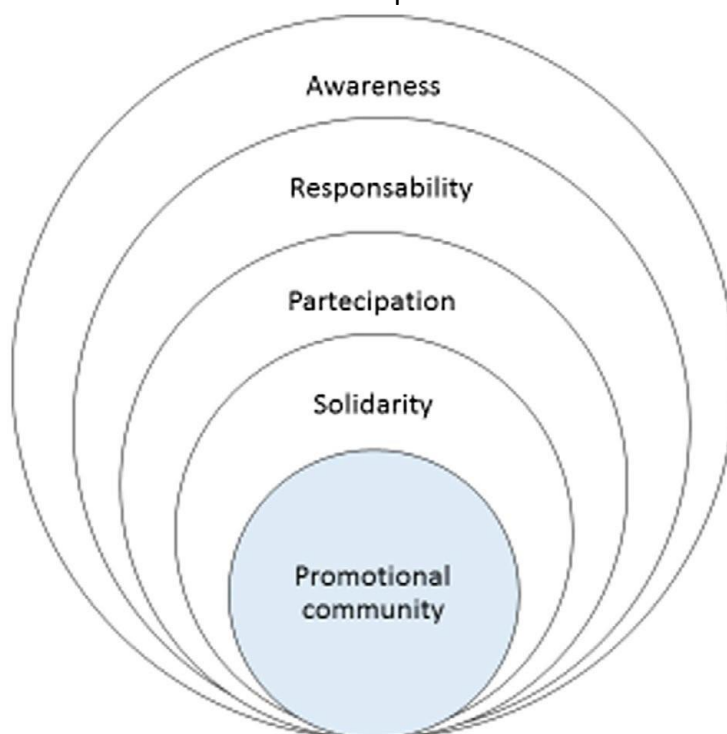 Awareness
Responsability
Partecipation
Solidarity
Promotional
community